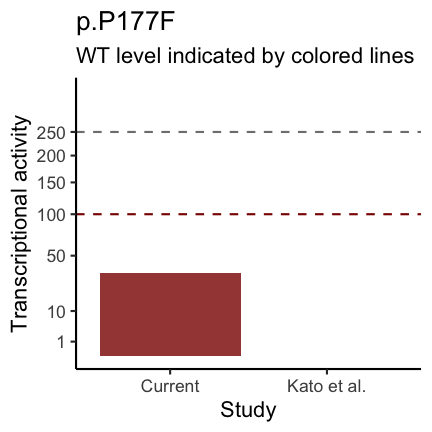 p.P177F
WT level indicated by colored lines
Transcriptional activity
250
200
150
100
50
10
1
Current
Kato et al.
Study